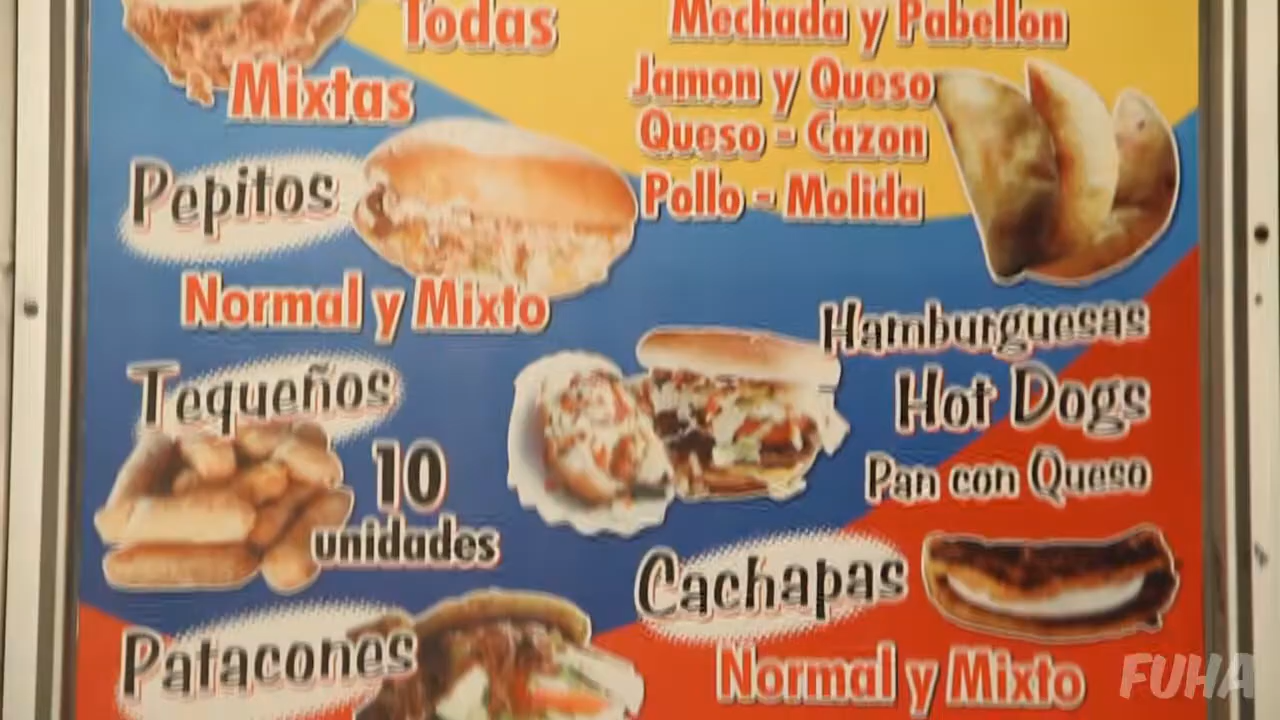 Todas
Mixtas
Mechada y Pabellon
Jamon y Queso
Queso - Cazon
Pollo - Molida
Pepitos
Normal y Mixto
Hamburguesas
Hot Dogs
Pan con Queso
Tequeños
10
unidades
Cachapas
Normal y Mixto
Patacones
FUHA